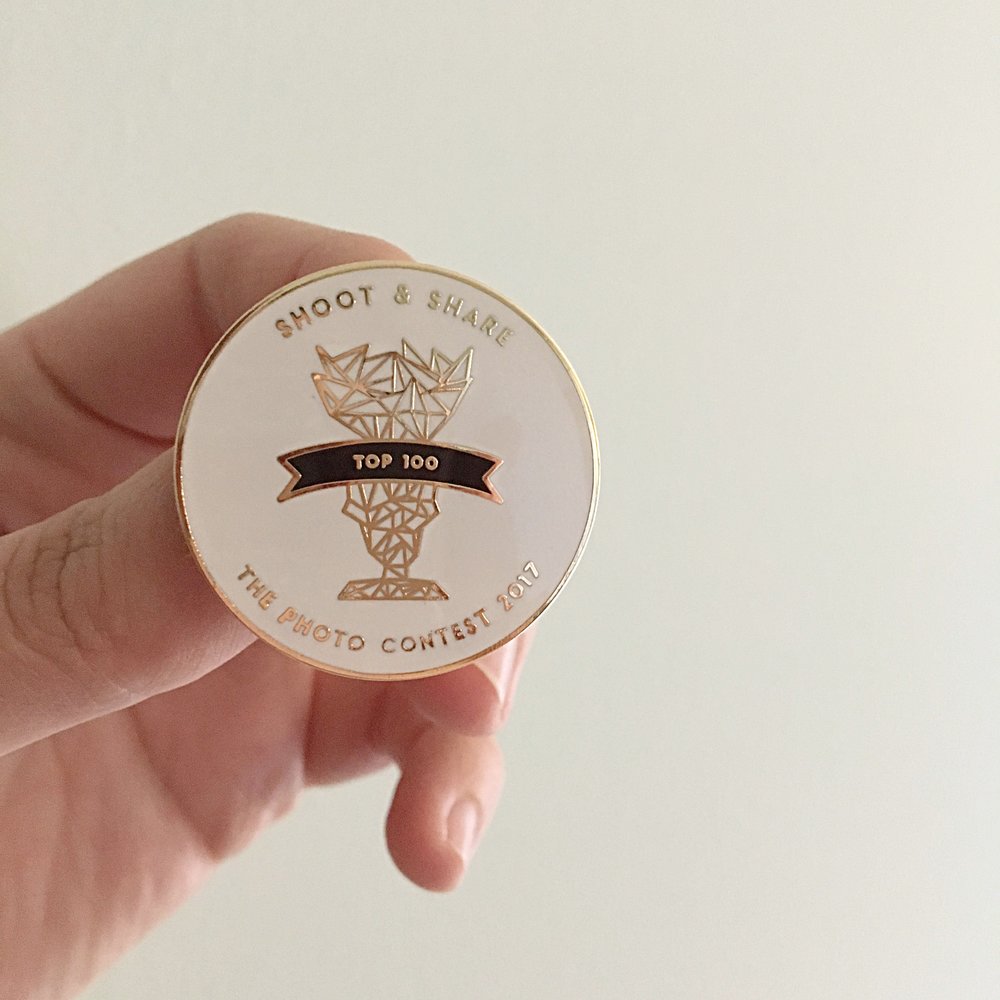 SHOOT & SHARE
TOP 100
THE PHOTO CONTEST 2017